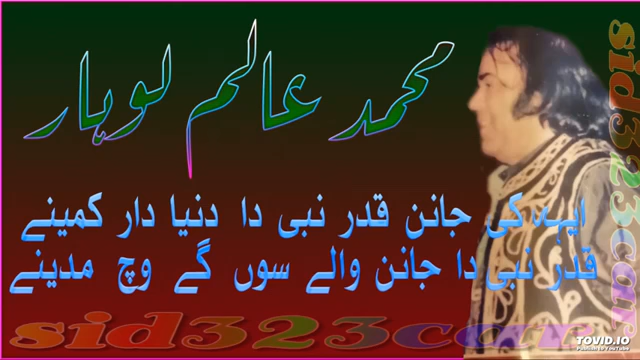 محمد عالم لوہار
ایہہ کی جانن قدر نبی دا دنیا دار کمینے
قدر نبی دا جانن والے سوں گے وچ مدینے
sid323car
sid323car
TOVID.IO